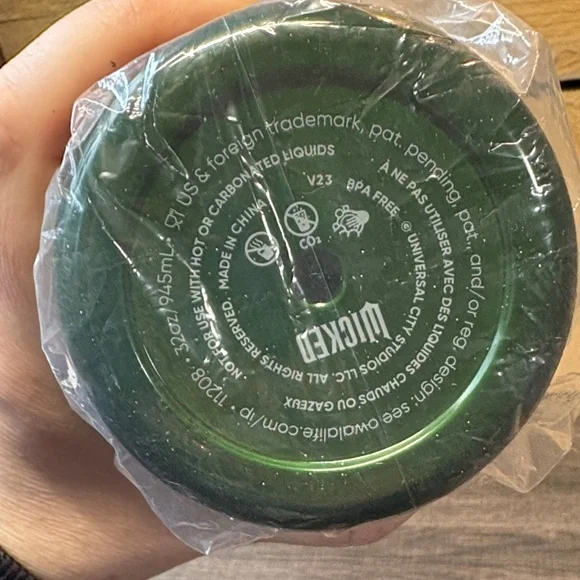 US & foreign trademark, pat. pending, pat., and/or reg. design: see owalalife.com/ip • 11208 • 32oz/945mL.
NOT FOR USE WITH HOT OR CARBONATED LIQUIDS
À NE PAS UTILISER AVEC DES LIQUIDES CHAUDS OU GAZEUX
V23
BPA FREE
© UNIVERSAL CITY STUDIOS LLC. ALL RIGHTS RESERVED. MADE IN CHINA
WICKED